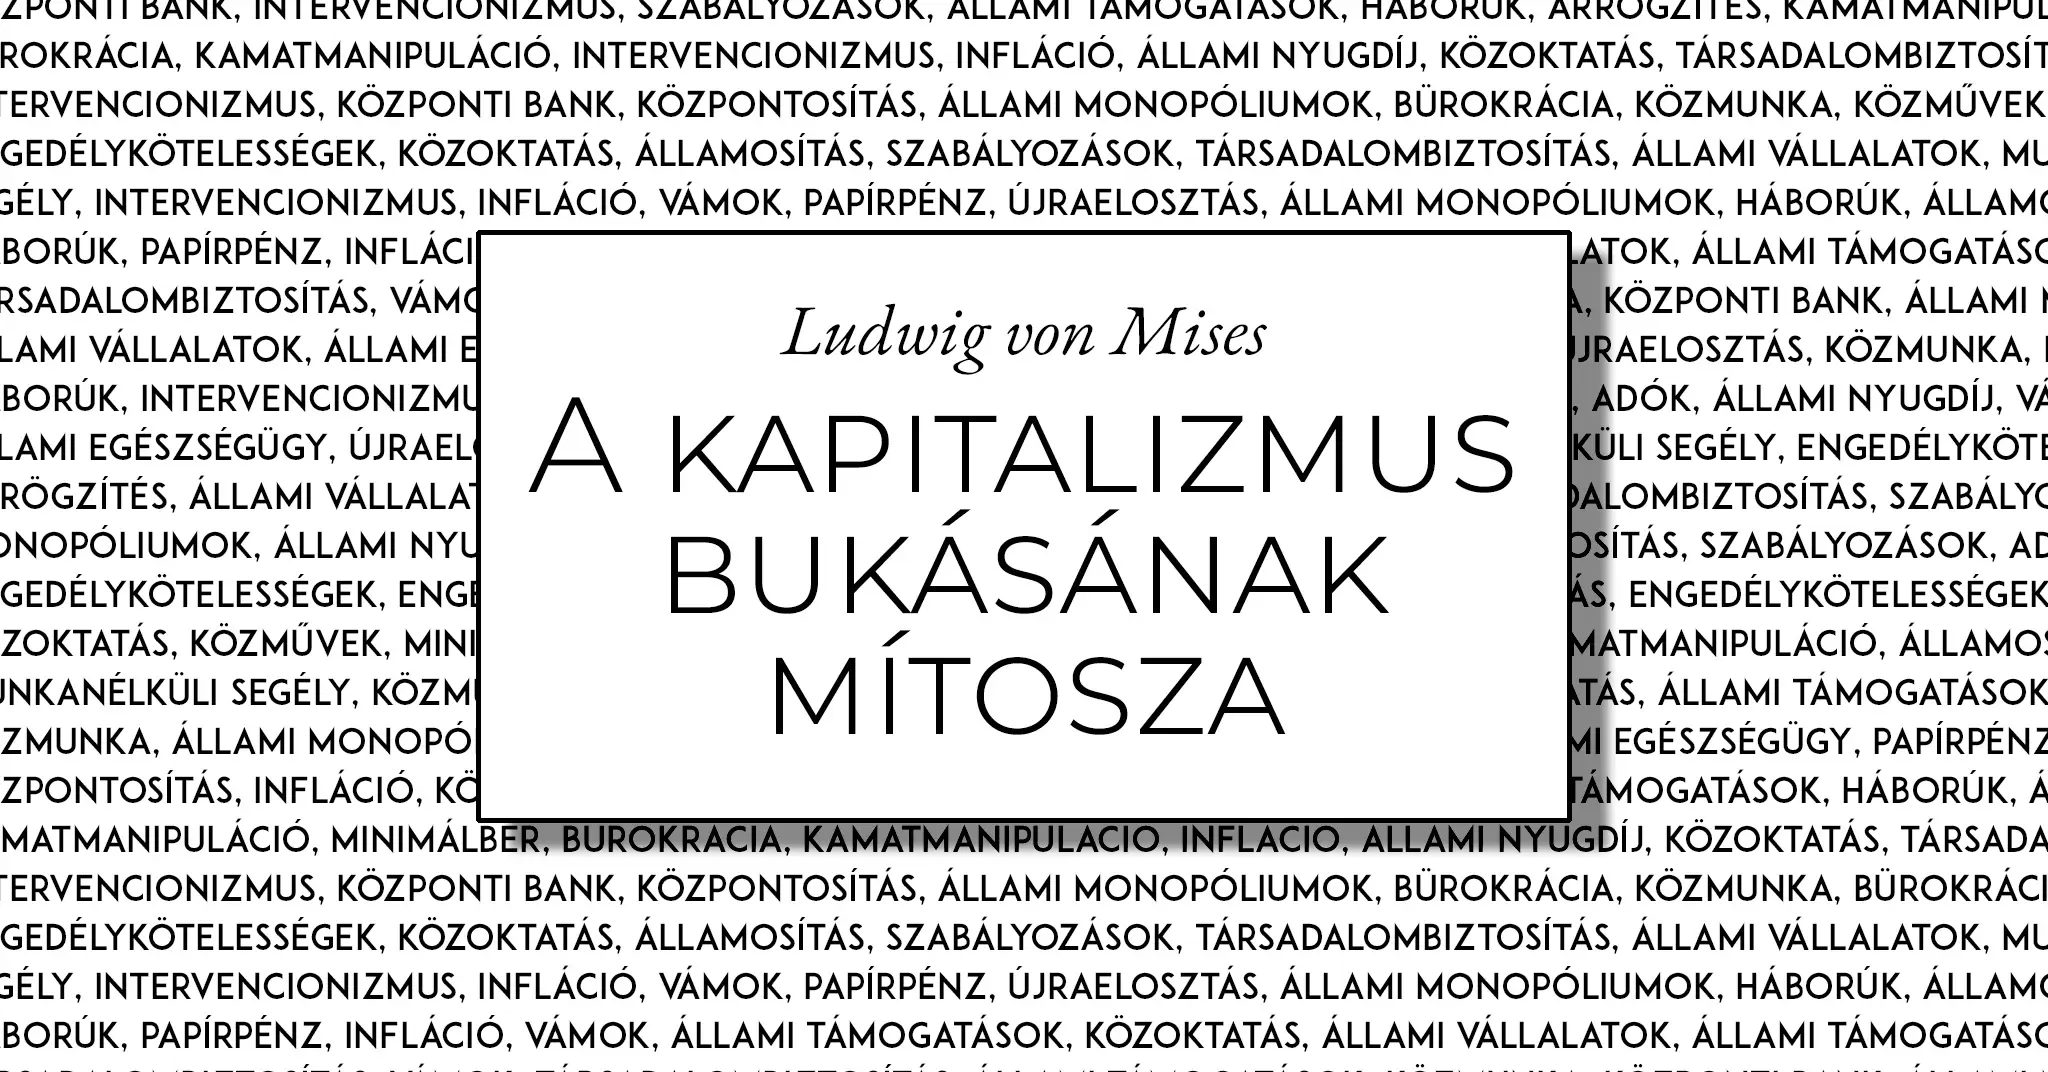 ZPONTI BANK, INTERVENCIONIZMUS, SZABÁLYOZÁSOK, ÁLLAMI TÁMOGATÁSOK, HÁBORÚK, ÁRRÖGZÍTÉS, KAMATMANIPUL
ROKRÁCIA, KAMATMANIPULÁCIÓ, INTERVENCIONIZMUS, INFLÁCIÓ, ÁLLAMI NYUGDÍJ, KÖZOKTATÁS, TÁRSADALOMBIZTOSÍT
TERVENCIONIZMUS, KÖZPONTI BANK, KÖZPONTOSÍTÁS, ÁLLAMI MONOPÓLIUMOK, BÜROKRÁCIA, KÖZMUNKA, KÖZMŰVEK
GEDÉLYKÖTELESSÉGEK, KÖZOKTATÁS, ÁLLAMOSÍTÁS, SZABÁLYOZÁSOK, TÁRSADALOMBIZTOSÍTÁS, ÁLLAMI VÁLLALATOK, MU
GÉLY, INTERVENCIONIZMUS, INFLÁCIÓ, VÁMOK, PAPÍRPÉNZ, ÚJRAELOSZTÁS, ÁLLAMI MONOPÓLIUMOK, HÁBORÚK, ÁLLAMO
BORÚK, PAPÍRPÉNZ, INFLÁCI LATOK, ÁLLAMI TÁMOGATÁSO
RSADALOMBIZTOSÍTÁS, VÁMO A, KÖZPONTI BANK, ÁLLAMI
LAMI VÁLLALATOK, ÁLLAMI E ÚJRAELOSZTÁS, KÖZMUNKA,
BORÚK, INTERVENCIONIZMU , ADÓK, ÁLLAMI NYUGDÍJ, VÁ
LAMI EGÉSZSÉGÜGY, ÚJRAELO KÜLI SEGÉLY, ENGEDÉLYKÖTE
RÖGZÍTÉS, ÁLLAMI VÁLLALAT DALOMBIZTOSÍTÁS, SZABÁLYO
ONOPÓLIUMOK, ÁLLAMI NYU OSÍTÁS, SZABÁLYOZÁSOK, AD
GEDÉLYKÖTELESSÉGEK, ENGE ÁS, ENGEDÉLYKÖTELESSÉGEK
ZOKTATÁS, KÖZMŰVEK, MINI MATMANIPULÁCIÓ, ÁLLAMOS
UNKANÉLKÜLI SEGÉLY, KÖZMU ATÁS, ÁLLAMI TÁMOGATÁSOK
ZMUNKA, ÁLLAMI MONOPÓ MI EGÉSZSÉGÜGY, PAPÍRPÉNZ
ZPONTOSÍTÁS, INFLÁCIÓ, KÖ TÁMOGATÁSOK, HÁBORÚK, Á
Ludwig von Mises
A KAPITALIZMUS
BUKÁSÁNAK
MÍTOSZA
MATMANIPULÁCIÓ, MINIMÁLBÉR, BÜROKRÁCIA, KAMATMANIPULÁCIÓ, INFLÁCIÓ, ÁLLAMI NYUGDÍJ, KÖZOKTATÁS, TÁRSADA
TERVENCIONIZMUS, KÖZPONTI BANK, KÖZPONTOSÍTÁS, ÁLLAMI MONOPÓLIUMOK, BÜROKRÁCIA, KÖZMUNKA, BÜROKRÁCI
GEDÉLYKÖTELESSÉGEK, KÖZOKTATÁS, ÁLLAMOSÍTÁS, SZABÁLYOZÁSOK, TÁRSADALOMBIZTOSÍTÁS, ÁLLAMI VÁLLALATOK, MU
GÉLY, INTERVENCIONIZMUS, INFLÁCIÓ, VÁMOK, PAPÍRPÉNZ, ÚJRAELOSZTÁS, ÁLLAMI MONOPÓLIUMOK, HÁBORÚK, ÁLLAMO
BORÚK, PAPÍRPÉNZ, INFLÁCIÓ, VÁMOK, ÁLLAMI TÁMOGATÁSOK, KÖZOKTATÁS, ÁLLAMI VÁLLALATOK, ÁLLAMI TÁMOGATÁSO